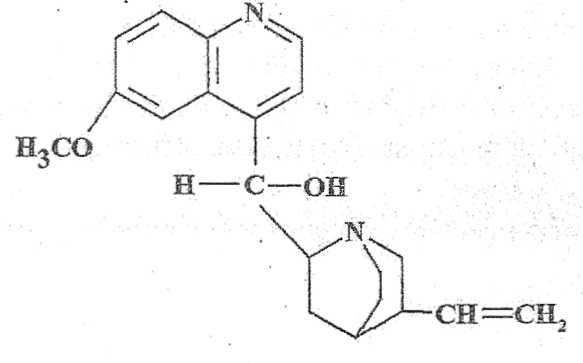 N
H₃CO
H—C—OH
N
CH=CH₂